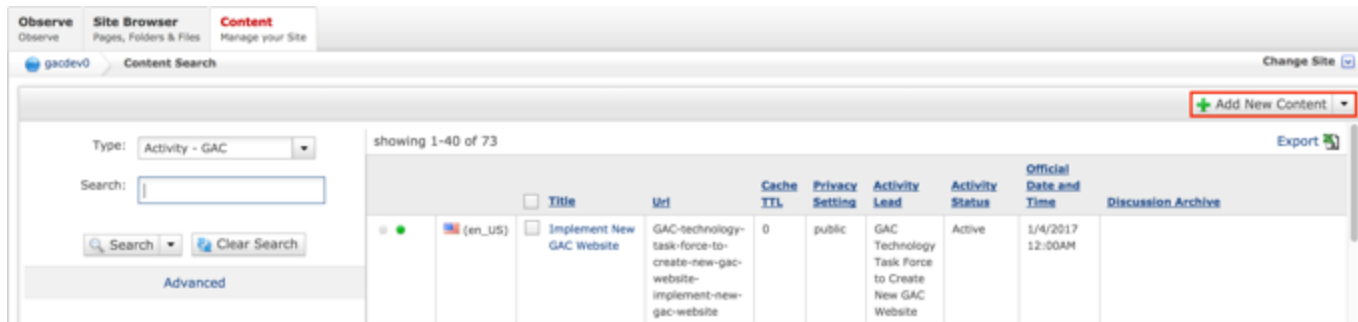 Observe
Observe
Site Browser
Pages, Folders & Files
Content
Manage your Site
gacdev0
Content Search
Change Site
Add New Content
Type:
Activity - GAC
Search:
Search
Clear Search
Advanced
showing 1-40 of 73
Export
Title
Url
Cache
TTL
Privacy
Setting
Activity
Lead
Activity
Status
Official
Date and
Time
Discussion Archive
(en_US)
Implement New
GAC Website
GAC-technology-
task-force-to-
create-new-gac-
website-
implement-new-
gac-website
0
public
GAC
Technology
Task Force
to Create
New GAC
Website
Active
1/4/2017
12:00AM